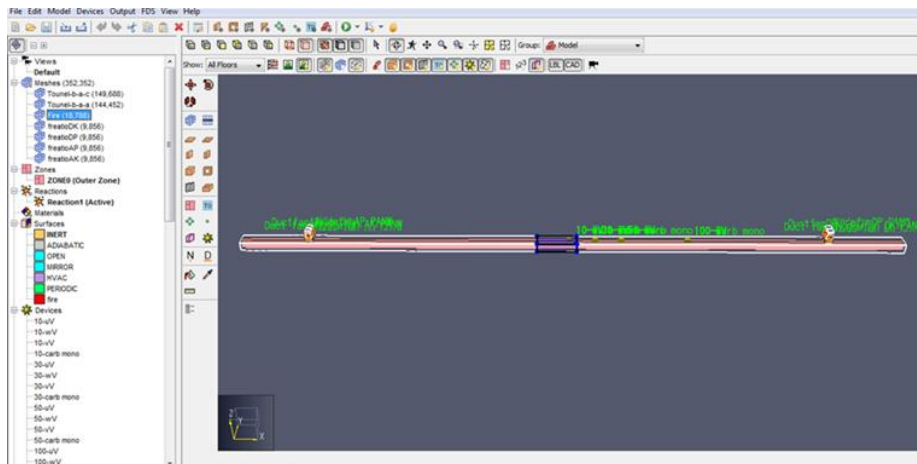 File Edit Model Devices Output FDS View Help
Group: Model
Show: All Floors
LBL CAD
Views
Default
Meshes (352,352)
Tounel-b-a-c (149,688)
Tounel-b-a-a (144,452)
Fire (18,788)
freatioDK (9,856)
freatioDP (9,856)
freatioAP (9,856)
freatioAK (9,856)
Zones
ZONE0 (Outer Zone)
Reactions
Reaction1 (Active)
Materials
Surfaces
INERT
ADIABATIC
OPEN
MIRROR
HVAC
PERIODIC
fire
Devices
10-uV
10-wV
10-vV
10-carb mono
30-uV
30-wV
30-vV
30-carb mono
50-uV
50-wV
50-vV
50-carb mono
100-uV
100-wV
N D
mono
Z Y X